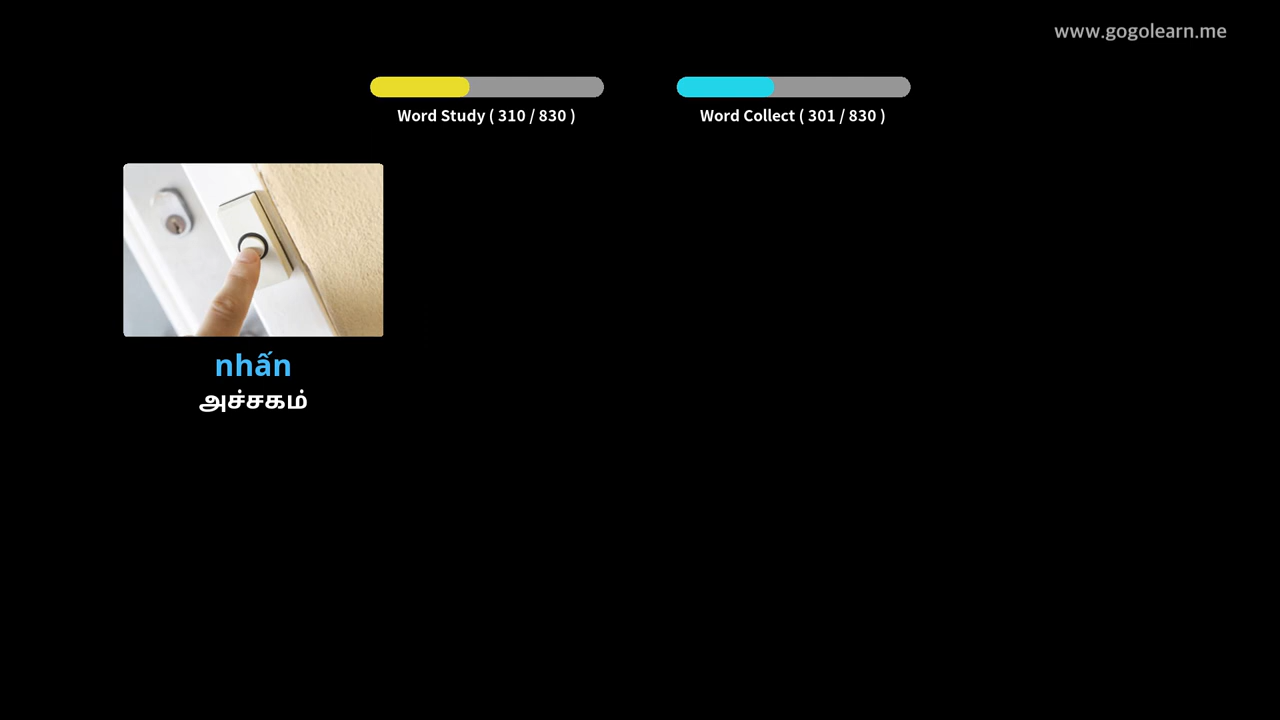 www.gogolearn.me
Word Study ( 310 / 830 )
Word Collect ( 301 / 830 )
nhấn
அச்சகம்